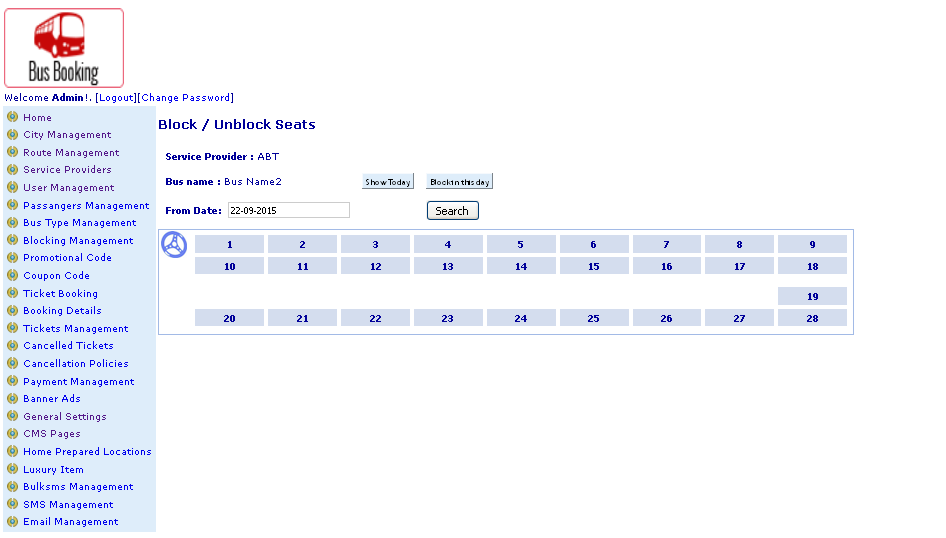 Bus Booking
Welcome Admin!. [Logout][Change Password]
Home
City Management
Route Management
Service Providers
User Management
Passangers Management
Bus Type Management
Blocking Management
Promotional Code
Coupon Code
Ticket Booking
Booking Details
Tickets Management
Cancelled Tickets
Cancellation Policies
Payment Management
Banner Ads
General Settings
CMS Pages
Home Prepared Locations
Luxury Item
Bulksms Management
SMS Management
Email Management
Block / Unblock Seats
Service Provider : ABT
Bus name : Bus Name2 Show Today Block in this day
From Date: 22-09-2015 Search
1 2 3 4 5 6 7 8 9
10 11 12 13 14 15 16 17 18
19
20 21 22 23 24 25 26 27 28